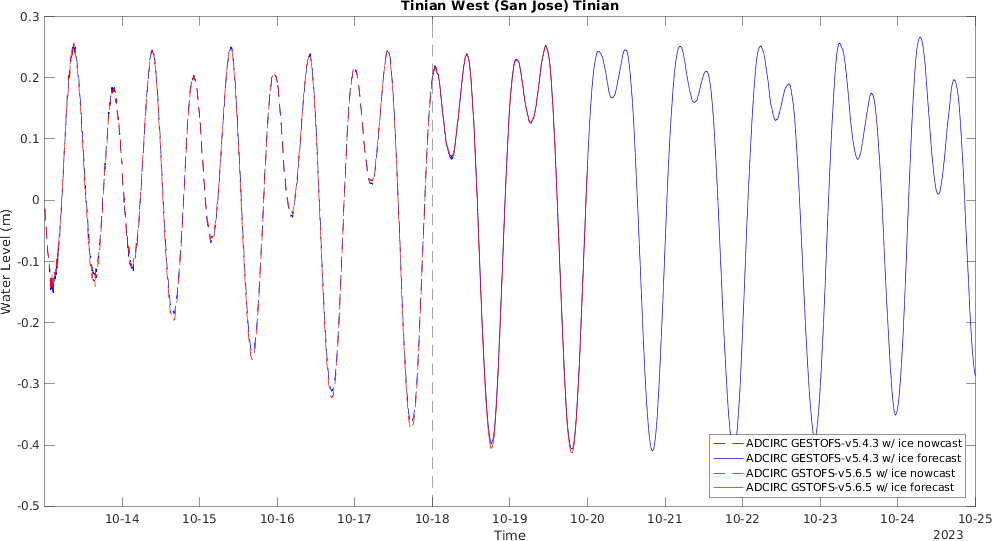 Tinian West (San Jose) Tinian
0.3
0.2
0.1
0
-0.1
-0.2
-0.3
-0.4
-0.5
Water Level (m)
ADCIRC GESTOFS-v5.4.3 w/ ice nowcast
ADCIRC GESTOFS-v5.4.3 w/ ice forecast
ADCIRC GSTOFS-v5.6.5 w/ ice nowcast
ADCIRC GSTOFS-v5.6.5 w/ ice forecast
10-14 10-15 10-16 10-17 10-18 10-19 10-20 10-21 10-22 10-23 10-24 10-25
Time
2023